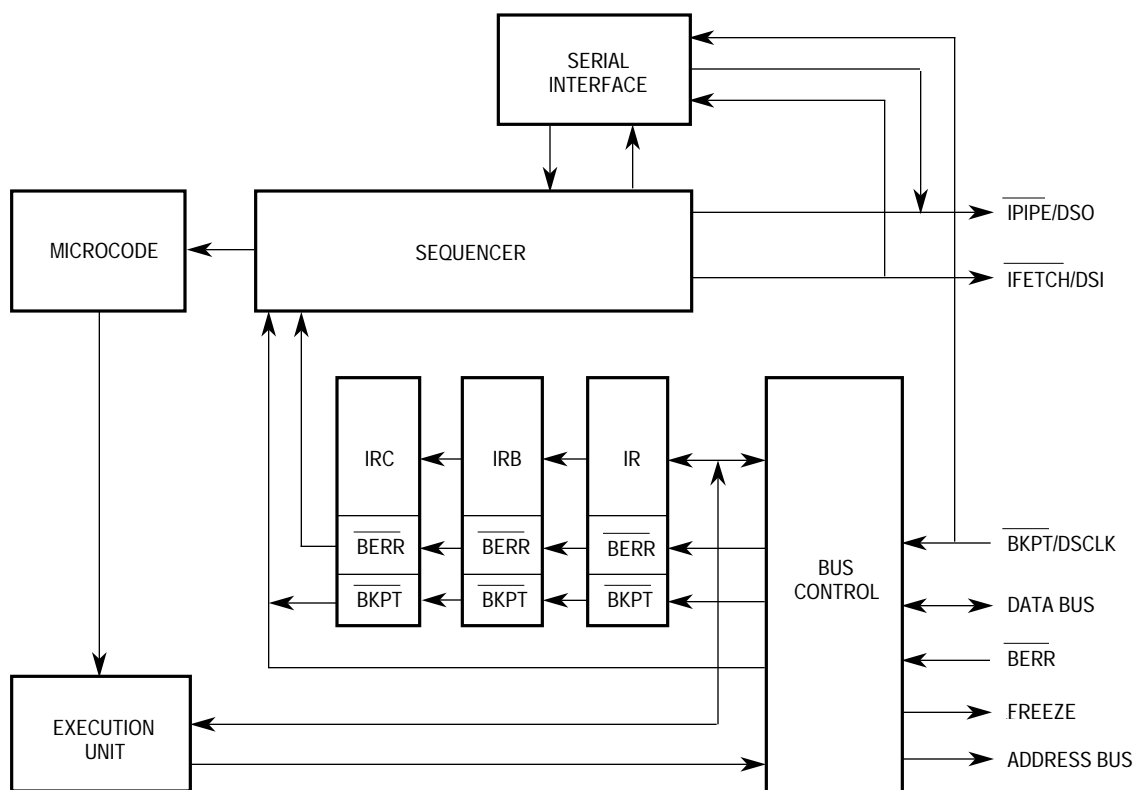 SERIAL
INTERFACE
IPIPE/DSO
MICROCODE
SEQUENCER
IFETCH/DSI
IRC
IRB
IR
BERR
BERR
BERR
BKPT
BKPT
BKPT
BUS
CONTROL
BKPT/DSCLK
DATA BUS
BERR
FREEZE
ADDRESS BUS
EXECUTION
UNIT